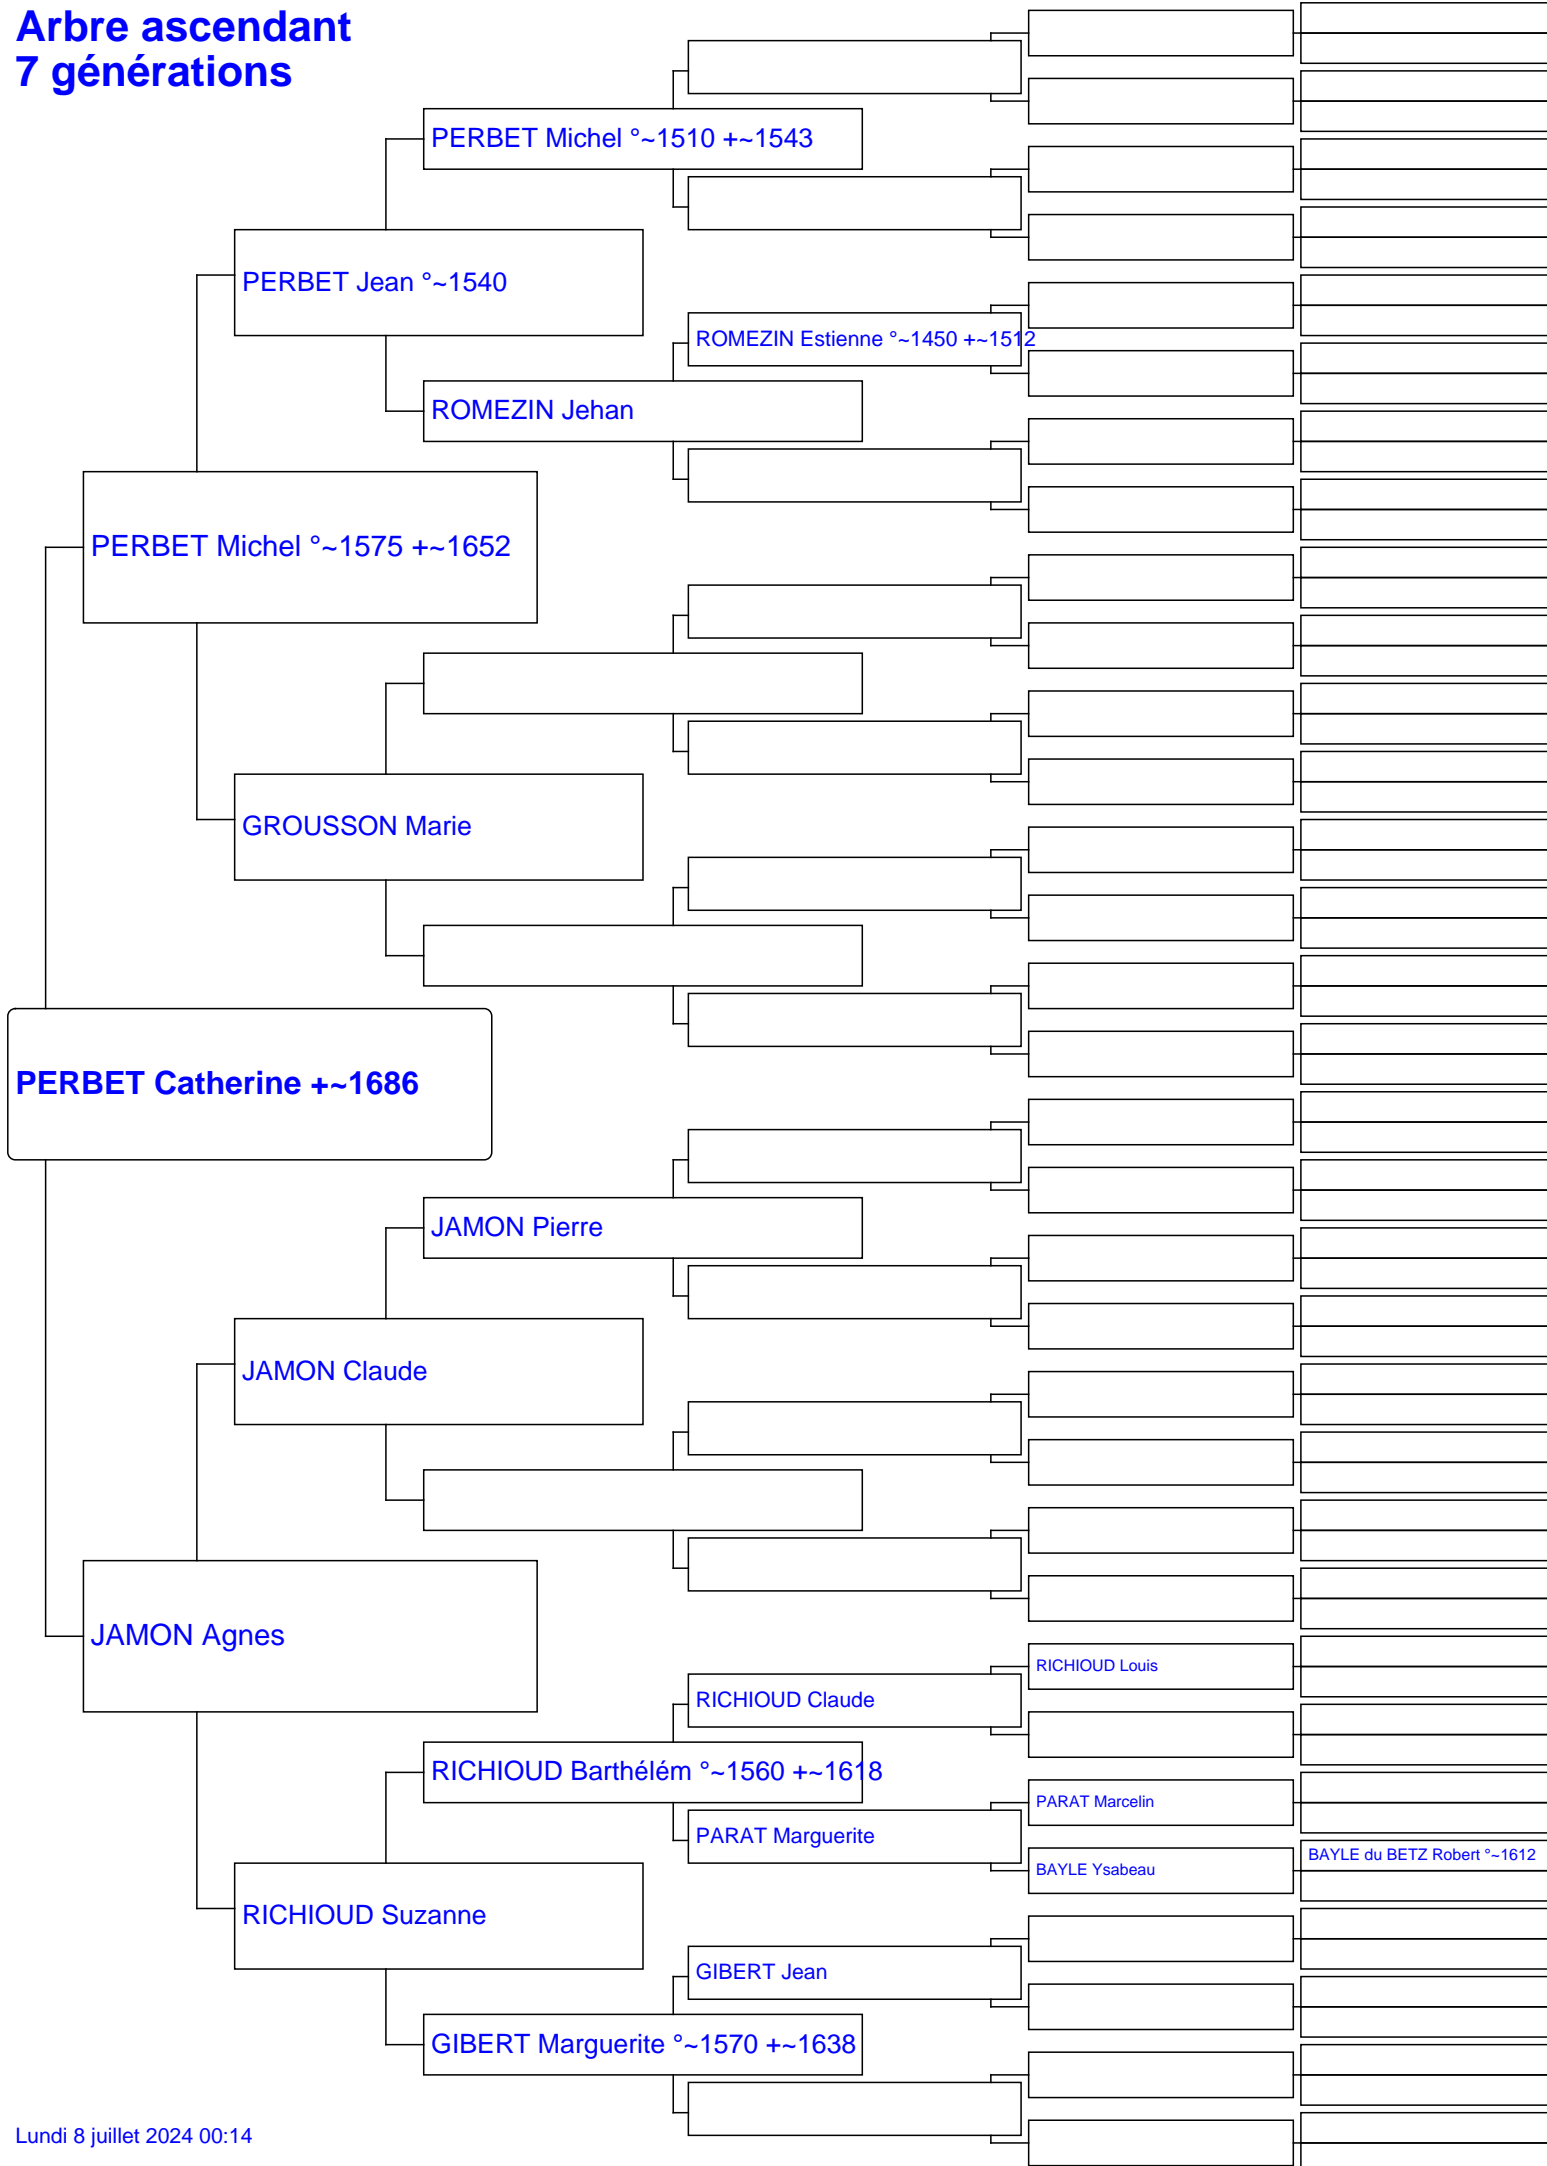 Arbre ascendant
7 générations
PERBET Michel °~1510 +~1543
PERBET Jean °~1540
ROMEZIN Estienne °~1450 +~1512
ROMEZIN Jehan
PERBET Michel °~1575 +~1652
GROUSSON Marie
PERBET Catherine +~1686
JAMON Pierre
JAMON Claude
JAMON Agnes
RICHIOUD Louis
RICHIOUD Claude
RICHIOUD Barthélém °~1560 +~1618
PARAT Marcelin
PARAT Marguerite
BAYLE du BETZ Robert °~1612
BAYLE Ysabeau
RICHIOUD Suzanne
GIBERT Jean
GIBERT Marguerite °~1570 +~1638
Lundi 8 juillet 2024 00:14